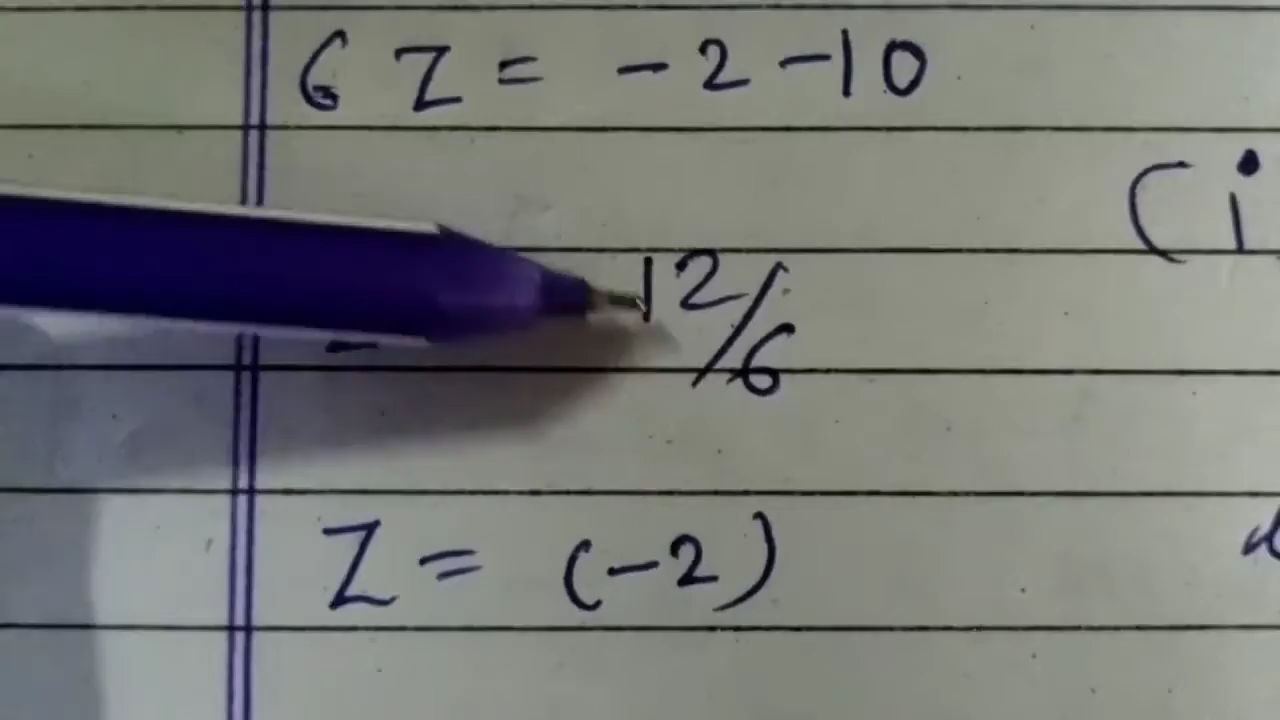 6 Z = - 2 - 10
(i
12/6
Z = (-2)